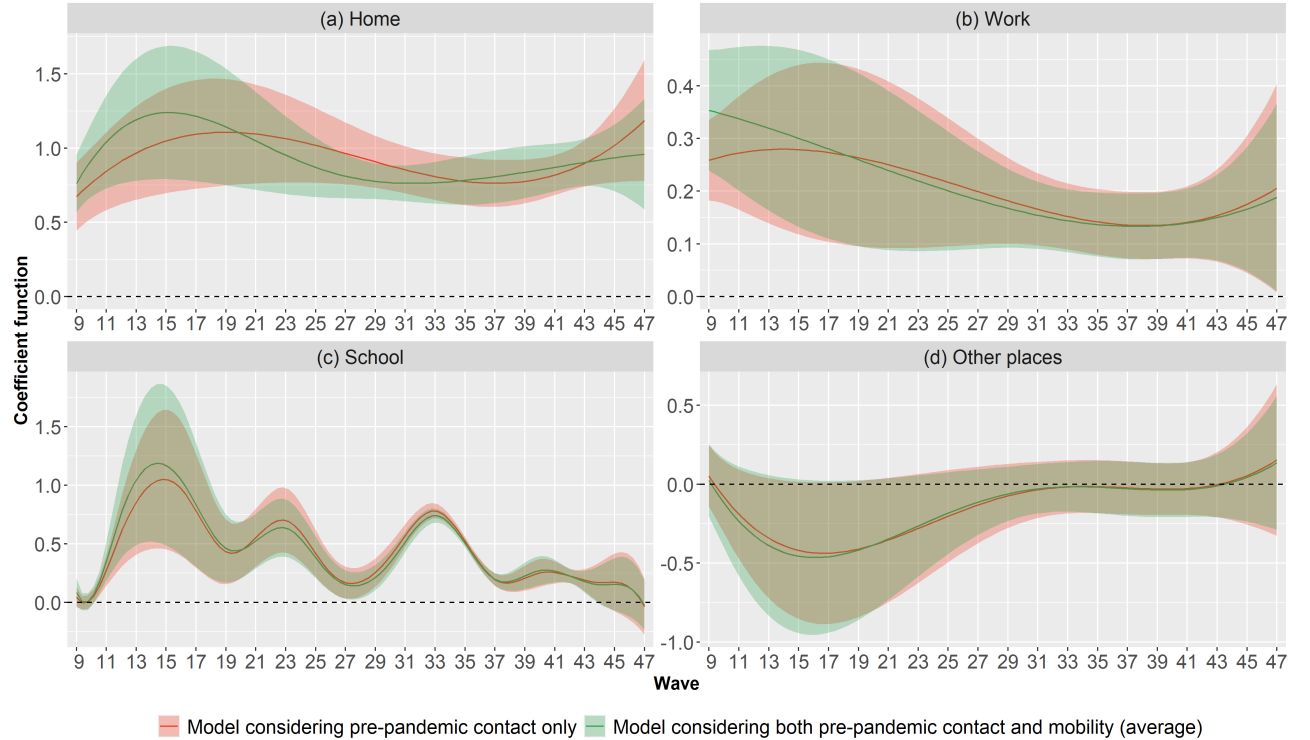 (a) Home
(b) Work
1.5
1.0
0.5
0.0
9 11 13 15 17 19 21 23 25 27 29 31 33 35 37 39 41 43 45 47
0.4
0.3
0.2
0.1
0.0
9 11 13 15 17 19 21 23 25 27 29 31 33 35 37 39 41 43 45 47
Coefficient function
(c) School
(d) Other places
1.5
1.0
0.5
0.0
9 11 13 15 17 19 21 23 25 27 29 31 33 35 37 39 41 43 45 47
0.5
0.0
-0.5
-1.0
9 11 13 15 17 19 21 23 25 27 29 31 33 35 37 39 41 43 45 47
Wave
Model considering pre-pandemic contact only
Model considering both pre-pandemic contact and mobility (average)